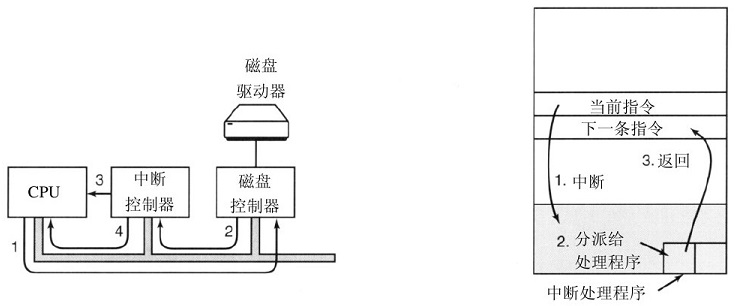 磁盘
驱动器
CPU
3
中断
控制器
磁盘
控制器
1
4
2
当前指令
下一条指令
1. 中断
3. 返回
2. 分派给
处理程序
中断处理程序